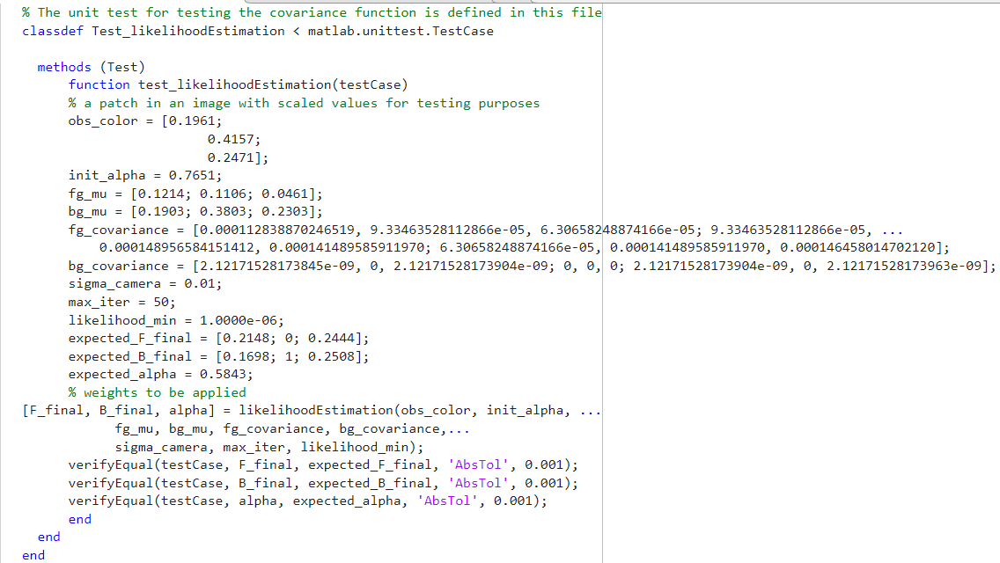 % The unit test for testing the covariance function is defined in this file
classdef Test_likelihoodEstimation < matlab.unittest.TestCase
methods (Test)
function test_likelihoodEstimation(testCase)
% a patch in an image with scaled values for testing purposes
obs_color = [0.1961;
0.4157;
0.2471];
init_alpha = 0.7651;
fg_mu = [0.1214; 0.1106; 0.0461];
bg_mu = [0.1903; 0.3803; 0.2303];
fg_covariance = [0.000112838870246519, 9.33463528112866e-05, 6.30658248874166e-05; 9.33463528112866e-05, ...
0.000148956584151412, 0.000141489585911970; 6.30658248874166e-05, 0.000141489585911970, 0.000146458014702120];
bg_covariance = [2.12171528173845e-09, 0, 2.12171528173904e-09; 0, 0, 0; 2.12171528173904e-09, 0, 2.12171528173963e-09];
sigma_camera = 0.01;
max_iter = 50;
likelihood_min = 1.0000e-06;
expected_F_final = [0.2148; 0; 0.2444];
expected_B_final = [0.1698; 1; 0.2508];
expected_alpha = 0.5843;
% weights to be applied
[F_final, B_final, alpha] = likelihoodEstimation(obs_color, init_alpha, ...
fg_mu, bg_mu, fg_covariance, bg_covariance,...
sigma_camera, max_iter, likelihood_min);
verifyEqual(testCase, F_final, expected_F_final, 'AbsTol', 0.001);
verifyEqual(testCase, B_final, expected_B_final, 'AbsTol', 0.001);
verifyEqual(testCase, alpha, expected_alpha, 'AbsTol', 0.001);
end
end
end